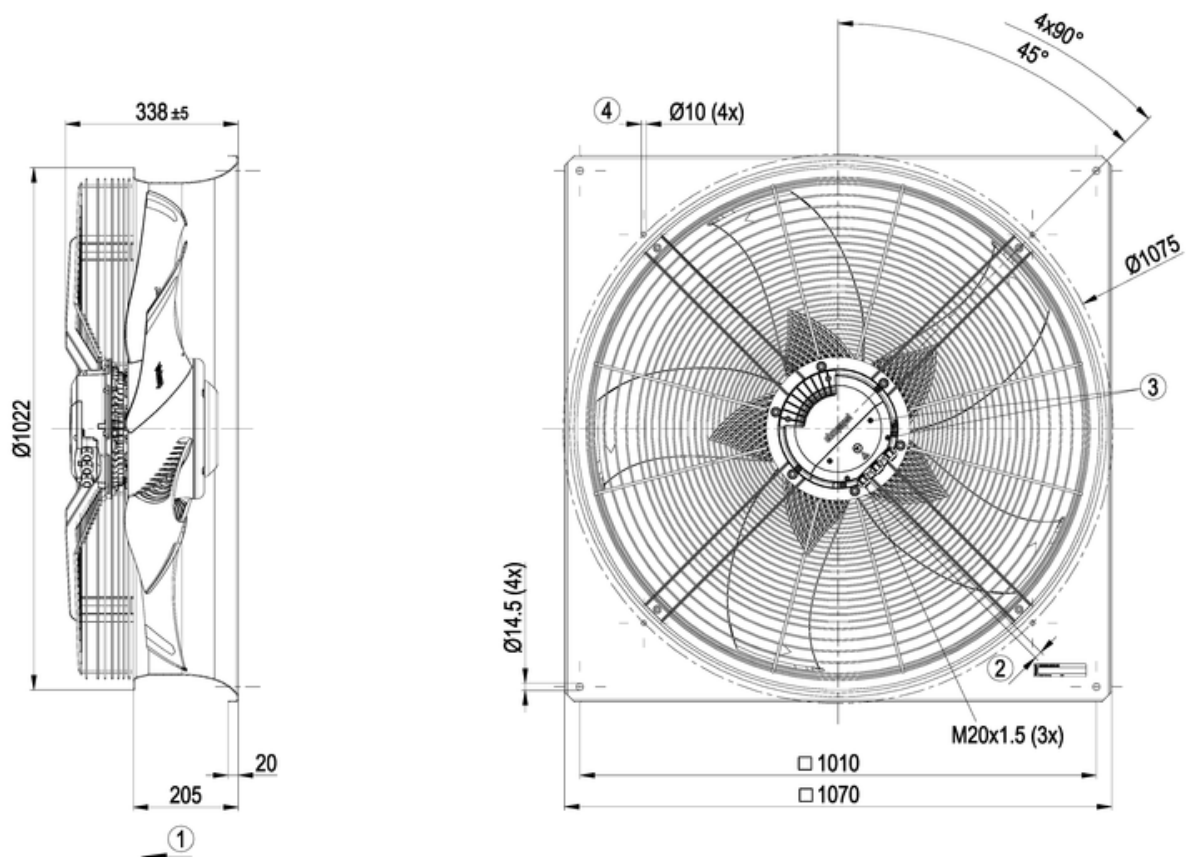 4x90°
45°
338 ±5
④
Ø10 (4x)
Ø1075
③
Ø1022
Ø14.5 (4x)
②
M20x1.5 (3x)
20
□ 1010
205
□ 1070
①